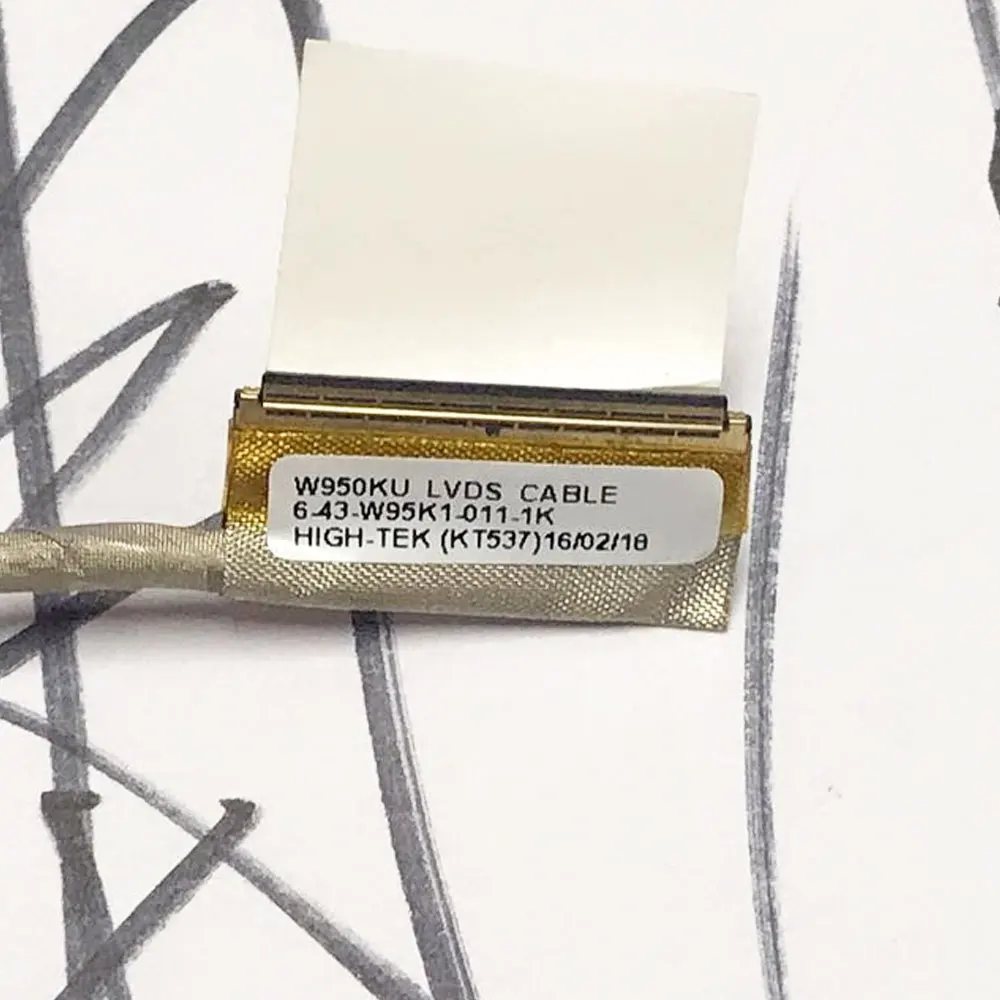 W950KU LVDS CABLE
6-43-W95K1-011-1K
HIGH-TEK (KT537)16/02/18